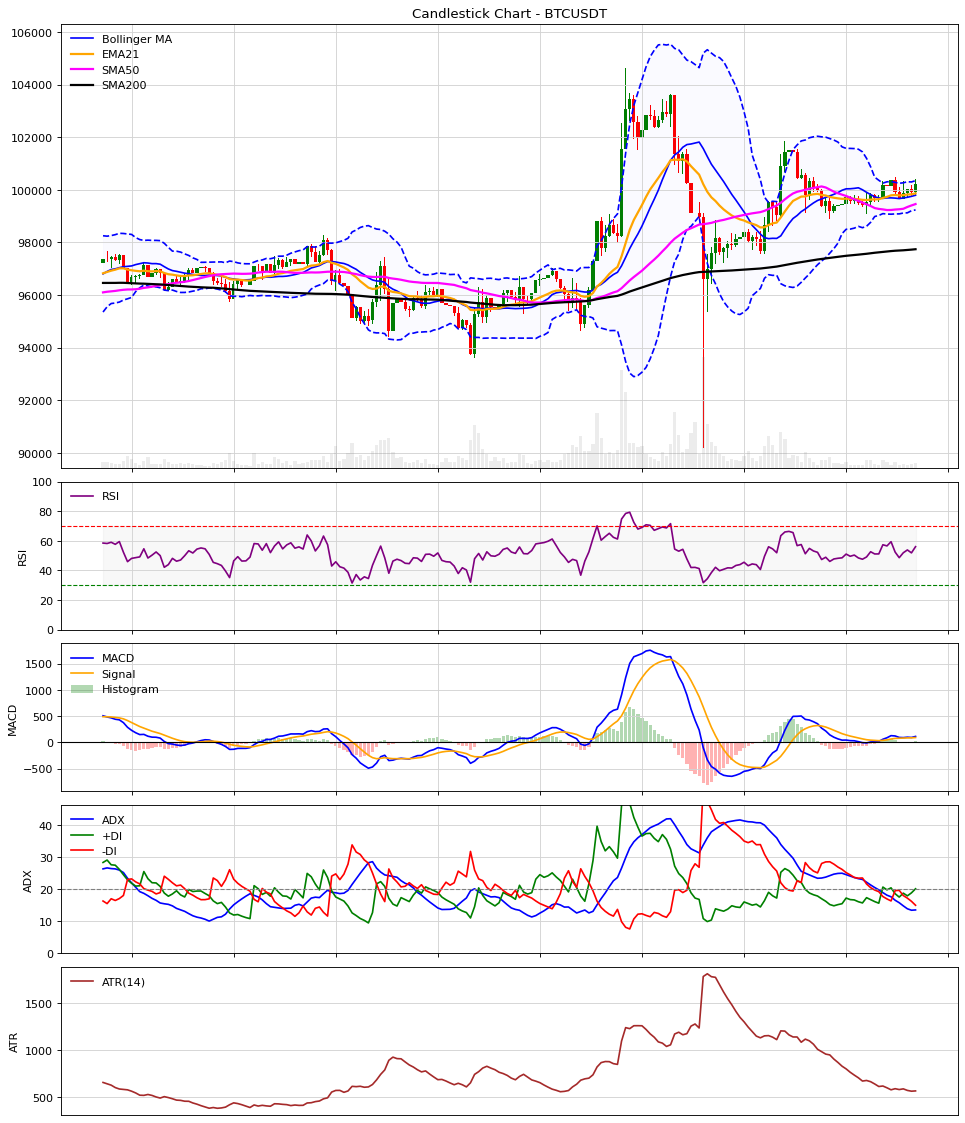 Candlestick Chart - BTCUSDT
106000
104000
102000
100000
98000
96000
94000
92000
90000
Bollinger MA
EMA21
SMA50
SMA200
100
80
60
40
20
0
RSI
RSI
1500
1000
500
0
−500
MACD
MACD
Signal
Histogram
40
30
20
10
0
ADX
ADX
+DI
-DI
1500
1000
500
ATR
ATR(14)